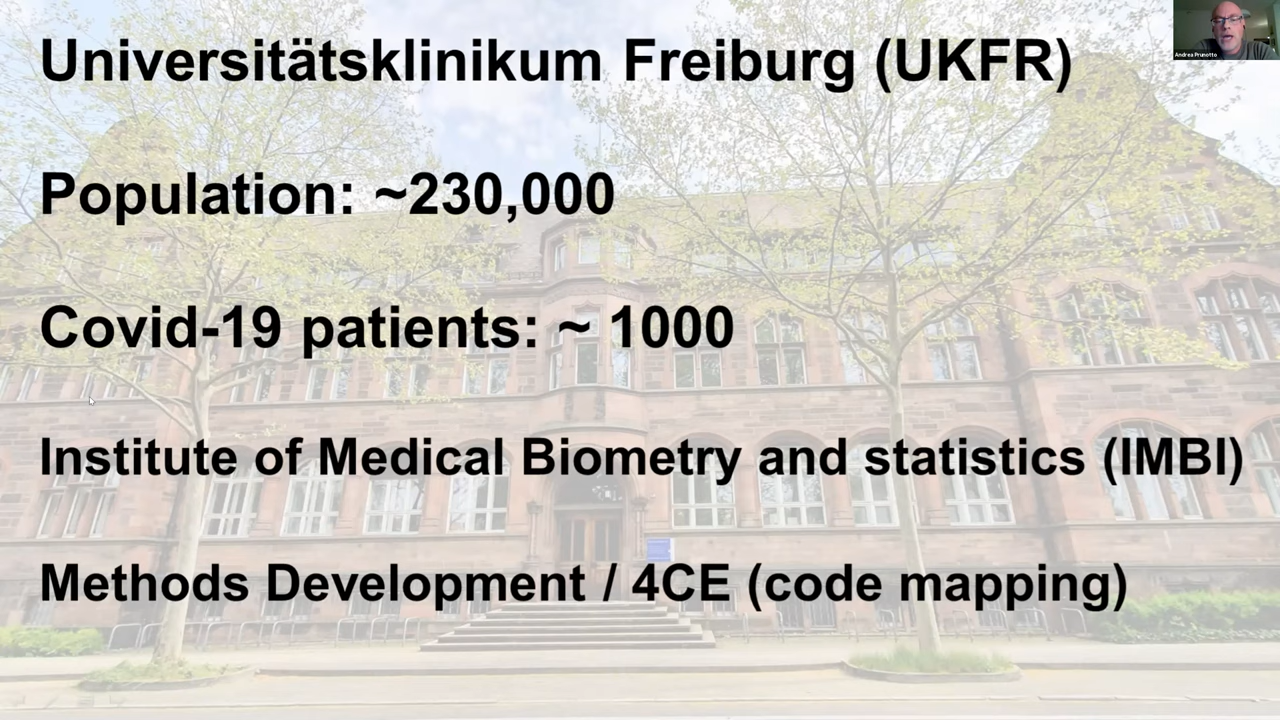 Universitätsklinikum Freiburg (UKFR)
Andrea Prunotto
Population: ~230,000
Covid-19 patients: ~ 1000
Institute of Medical Biometry and statistics (IMBI)
Methods Development / 4CE (code mapping)